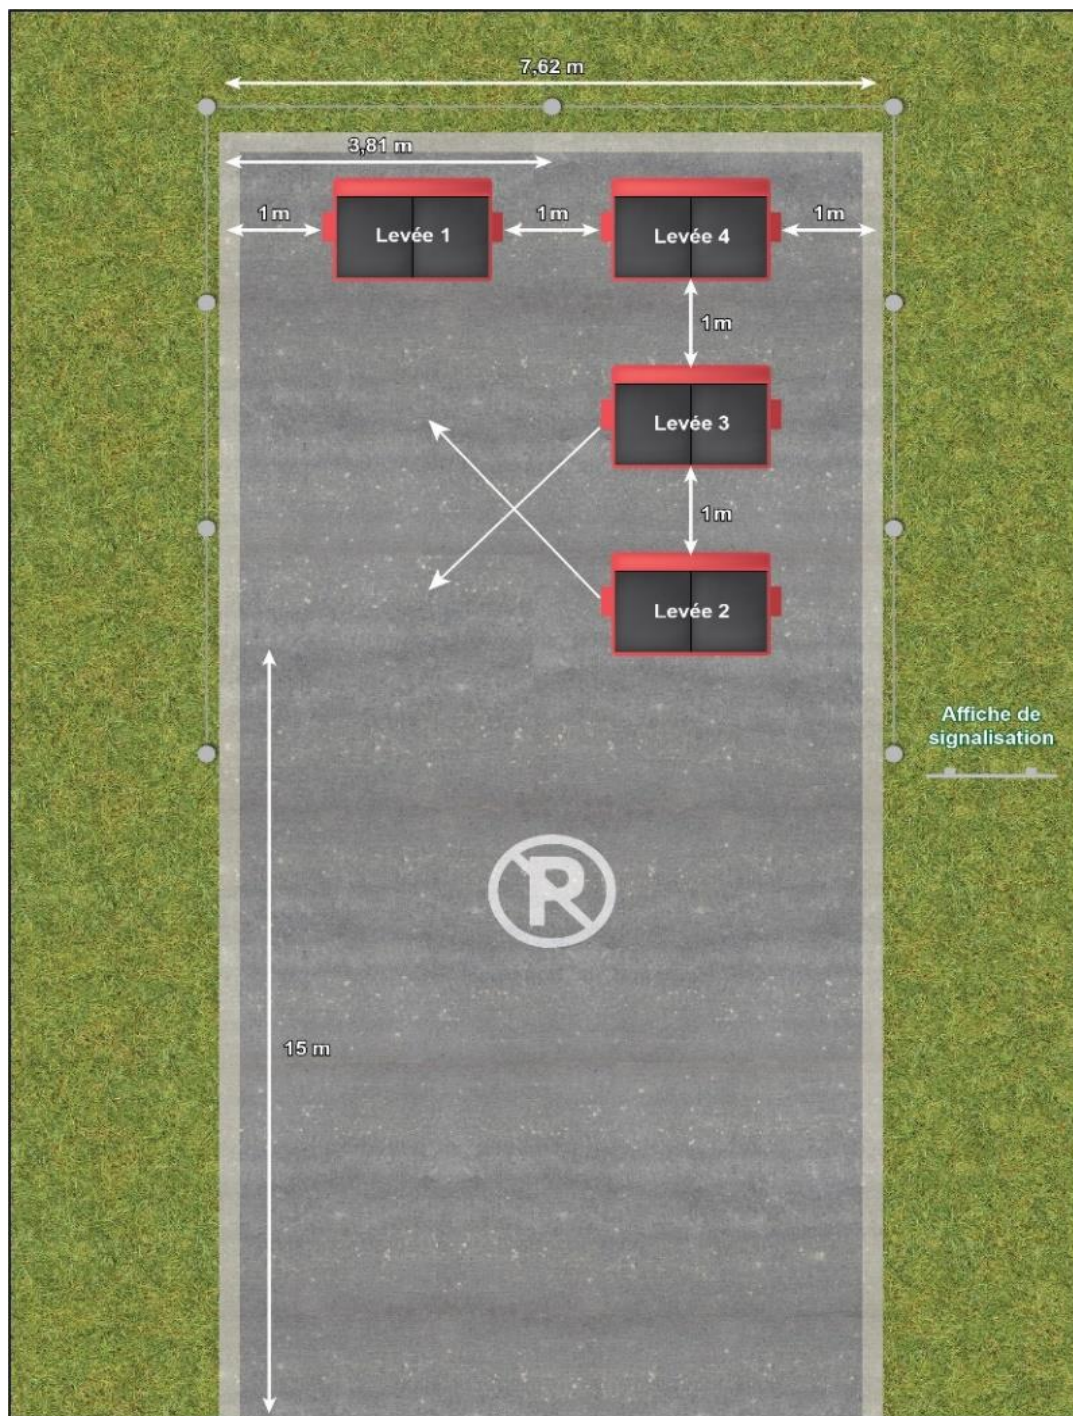 7,62 m
3,81 m
1 m
1 m
1 m
Levée 1
Levée 4
1 m
Levée 3
1 m
Levée 2
Affiche de
signalisation
P
15 m